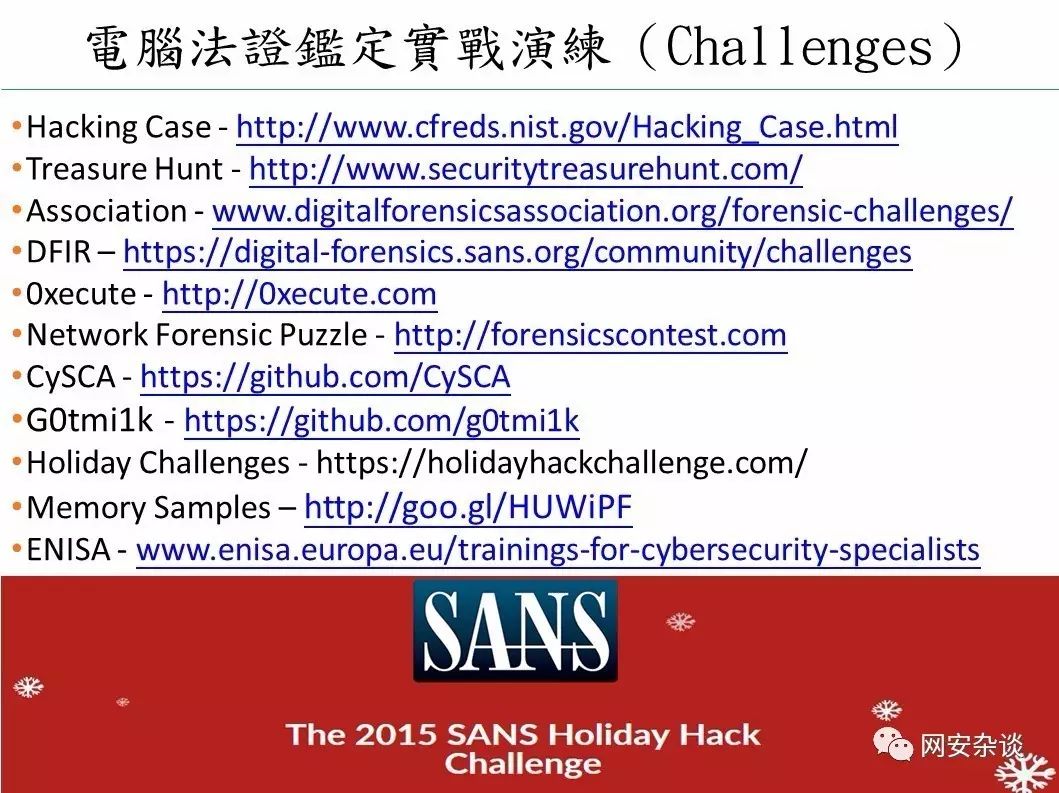 電腦法證鑑定實戰演練（Challenges）
•Hacking Case - http://www.cfreds.nist.gov/Hacking_Case.html
•Treasure Hunt - http://www.securitytreasurehunt.com/
•Association - www.digitalforensicsassociation.org/forensic-challenges/
•DFIR – https://digital-forensics.sans.org/community/challenges
•0xecute - http://0xecute.com
•Network Forensic Puzzle - http://forensicscontest.com
•CySCA - https://github.com/CySCA
•G0tmi1k - https://github.com/g0tmi1k
•Holiday Challenges - https://holidayhackchallenge.com/
•Memory Samples – http://goo.gl/HUWiPF
•ENISA - www.enisa.europa.eu/trainings-for-cybersecurity-specialists
SANS
The 2015 SANS Holiday Hack
Challenge
网安杂谈